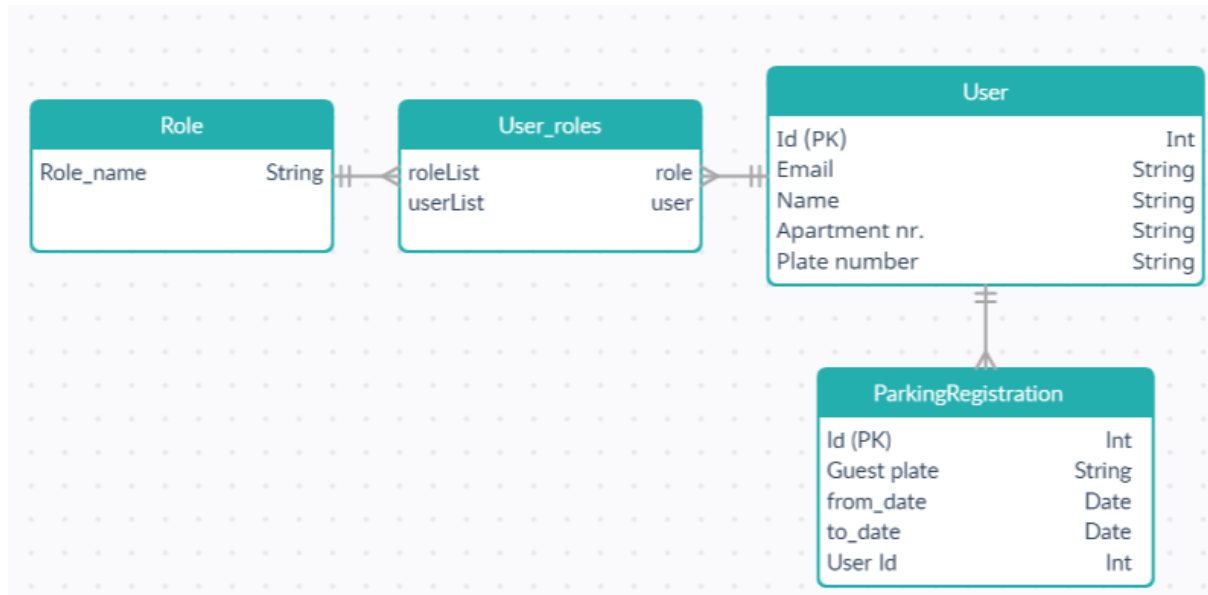 Role
Role_name String
User_roles
roleList role
userList user
User
Id (PK) Int
Email String
Name String
Apartment nr. String
Plate number String
ParkingRegistration
Id (PK) Int
Guest plate String
from_date Date
to_date Date
User Id Int